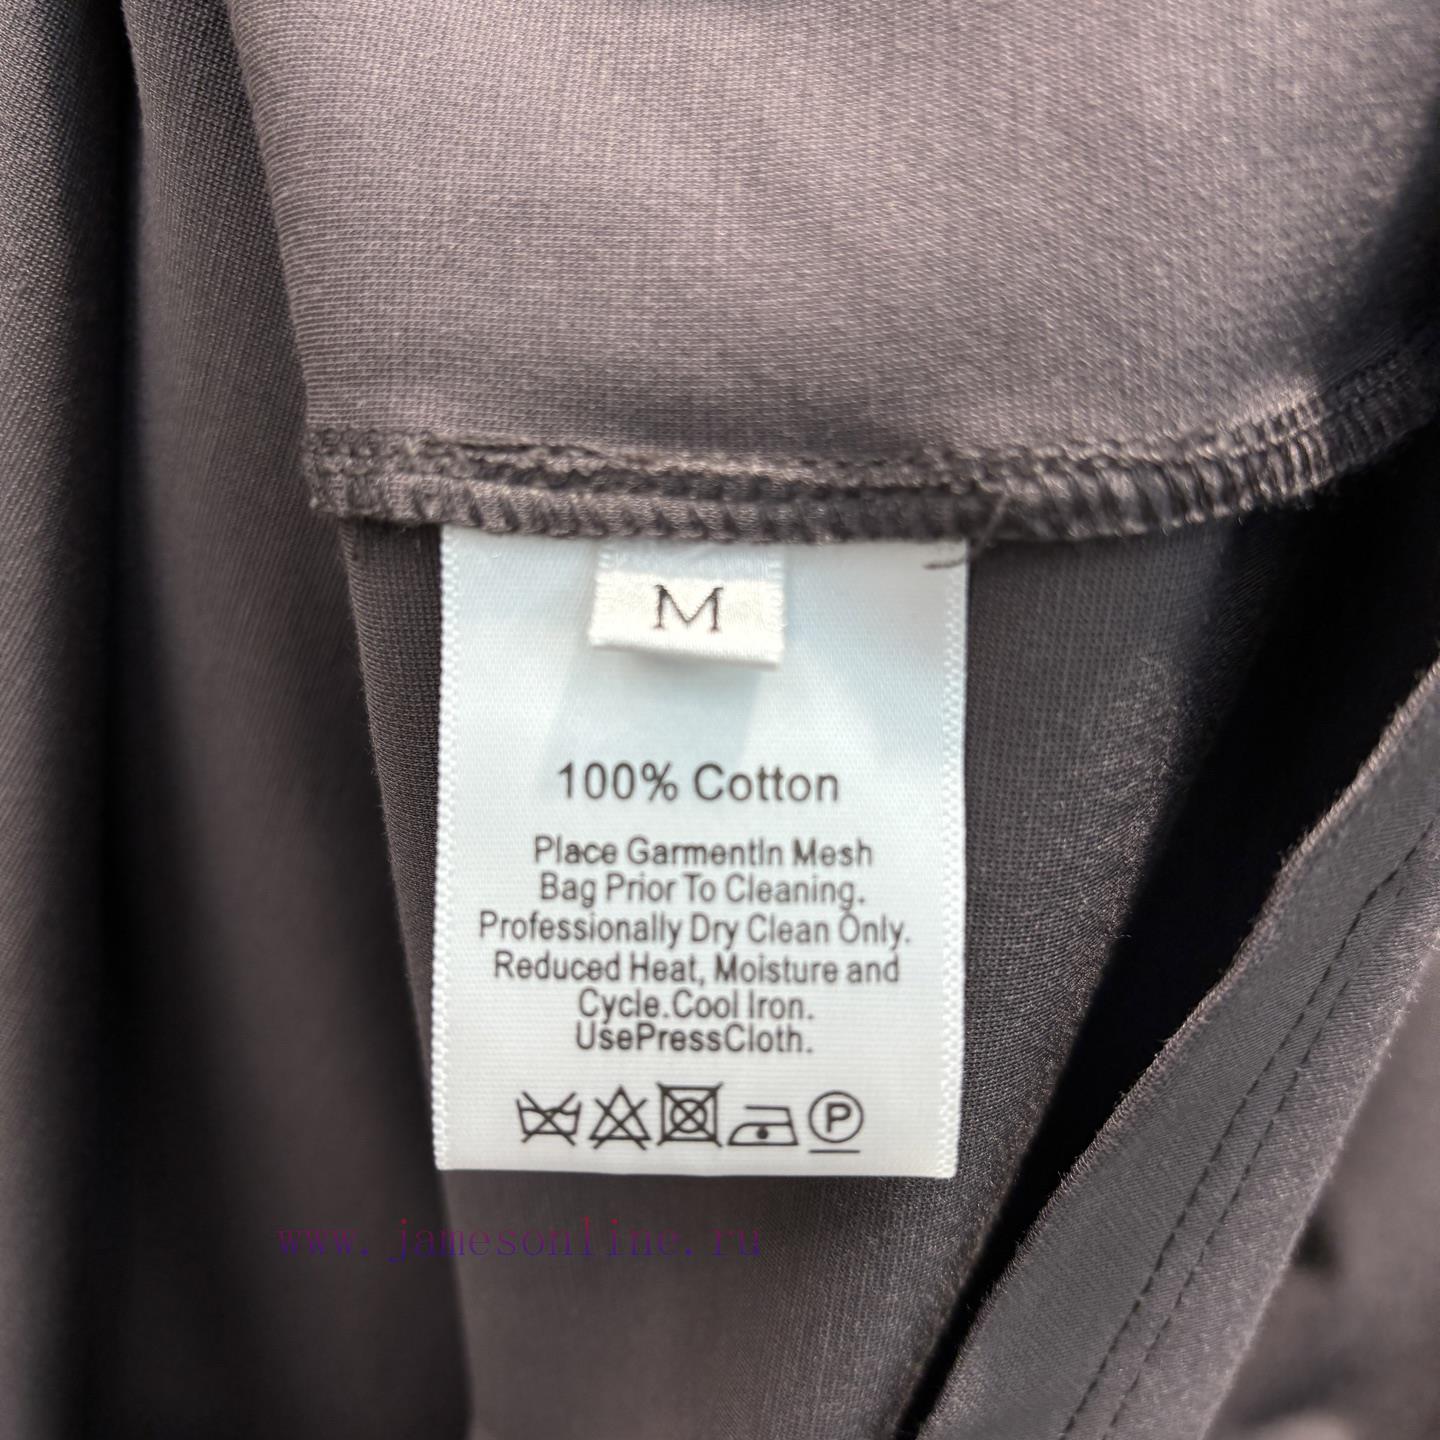 M
100% Cotton
Place GarmentIn Mesh
Bag Prior To Cleaning.
Professionally Dry Clean Only.
Reduced Heat, Moisture and
Cycle.Cool Iron.
UsePressCloth.
P
www.jamesonline.ru